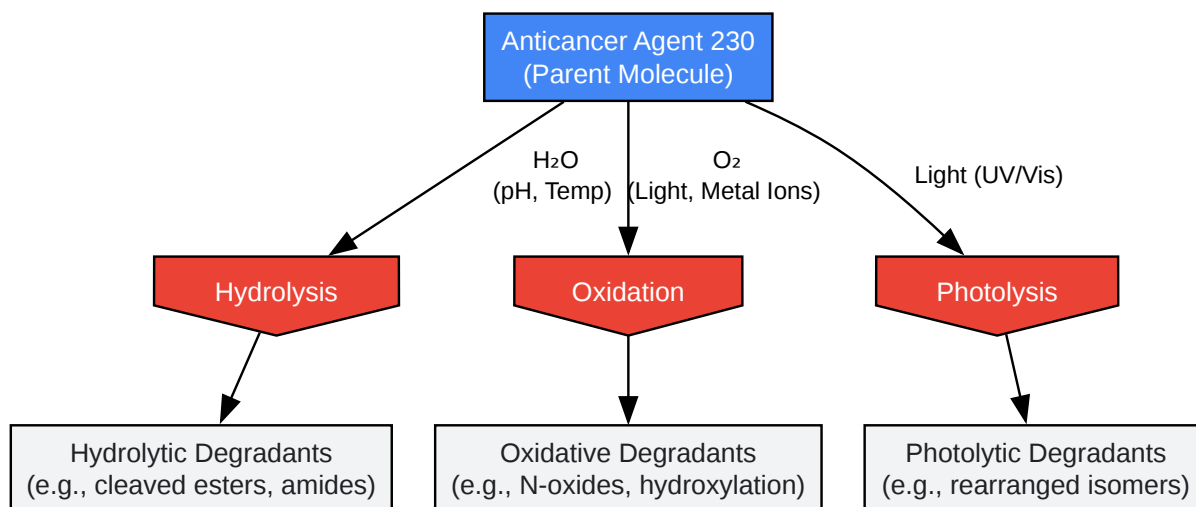 Anticancer Agent 230
(Parent Molecule)
H₂O
(pH, Temp)
O₂
(Light, Metal Ions)
Light (UV/Vis)
Hydrolysis
Oxidation
Photolysis
Hydrolytic Degradants
(e.g., cleaved esters, amides)
Oxidative Degradants
(e.g., N-oxides, hydroxylation)
Photolytic Degradants
(e.g., rearranged isomers)